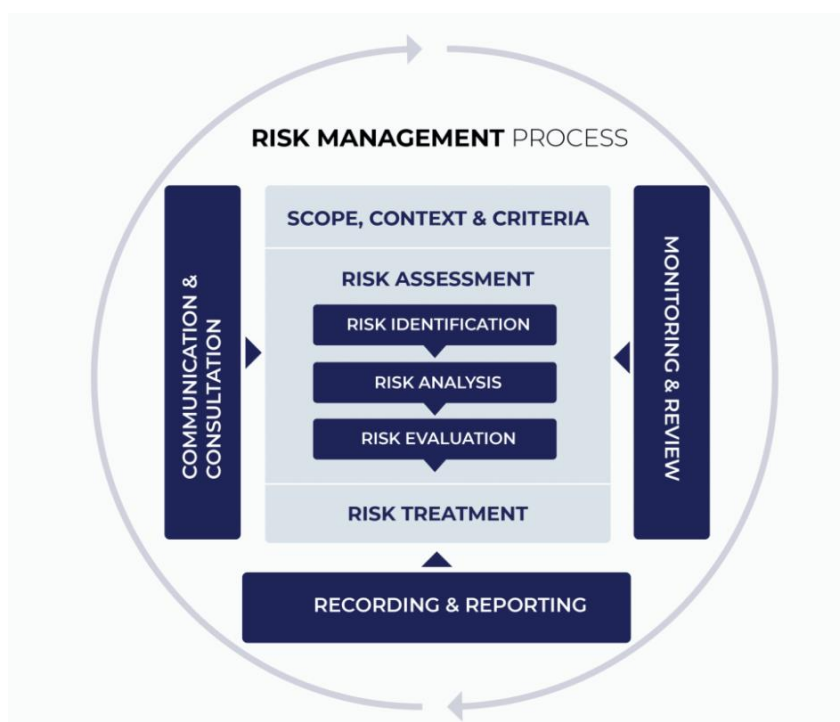 RISK MANAGEMENT PROCESS
SCOPE, CONTEXT & CRITERIA
RISK ASSESSMENT
RISK IDENTIFICATION
RISK ANALYSIS
RISK EVALUATION
RISK TREATMENT
COMMUNICATION &
CONSULTATION
MONITORING & REVIEW
RECORDING & REPORTING